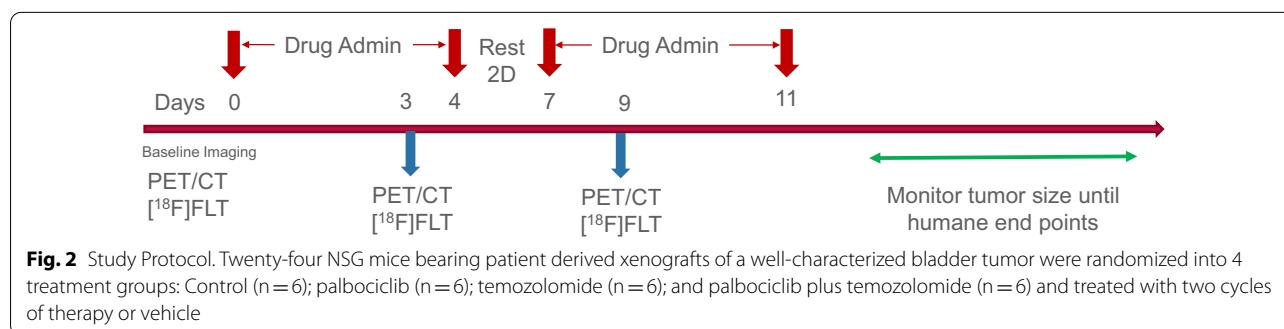 Drug Admin Rest 2D Drug Admin
Days 0 3 4 7 9 11
Baseline Imaging
PET/CT PET/CT PET/CT Monitor tumor size until
[¹⁸F]FLT [¹⁸F]FLT [¹⁸F]FLT humane end points
Fig. 2 Study Protocol. Twenty-four NSG mice bearing patient derived xenografts of a well-characterized bladder tumor were randomized into 4
treatment groups: Control (n = 6); palbociclib (n = 6); temozolomide (n = 6); and palbociclib plus temozolomide (n = 6) and treated with two cycles
of therapy or vehicle